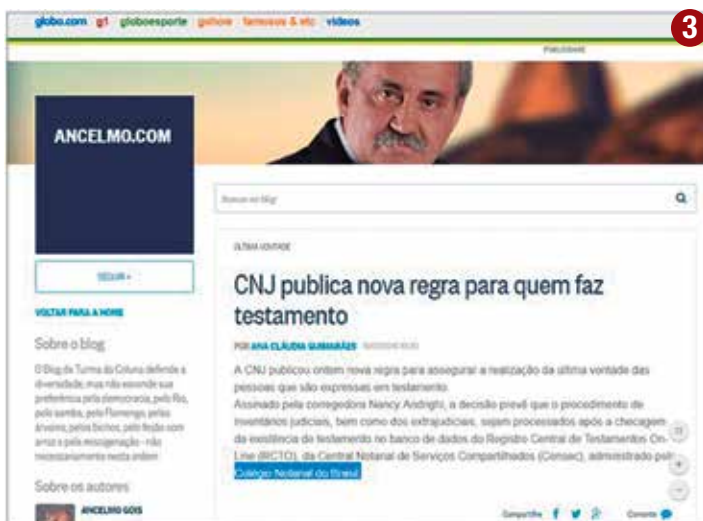 3
globo.com g1 globoesporte gshow famosos & etc vídeos
PUBLICIDADE
ANCELMO.COM
Buscar no blog
SEGUIR
VOLTAR PARA A HOME
Sobre o blog
O Blog da Turma da Coluna defende a
diversidade, mas não esconde sua
preferência pela democracia, pelo Rio,
pelo samba, pelo Flamengo, pelas
árvores, pelos bichos, pelo feijão com
arroz e pela miscigenação - não
necessariamente nesta ordem
Sobre os autores
ANCELMO GOIS
ÚLTIMA VONTADE
CNJ publica nova regra para quem faz
testamento
POR ANA CLÁUDIA GUIMARÃES
A CNJ publicou ontem nova regra para assegurar a realização da última vontade das
pessoas que são expressas em testamento.
Assinado pela corregedora Nancy Andrighi, a decisão prevê que o procedimento de
inventários judiciais, bem como dos extrajudiciais, sejam processados após a checagem
da existência de testamento no banco de dados do Registro Central de Testamentos On-
Line (RCTO), da Central Notarial de Serviços Compartilhados (Censec), administrado pelo
Colégio Notarial do Brasil.
Compartilhe Comente